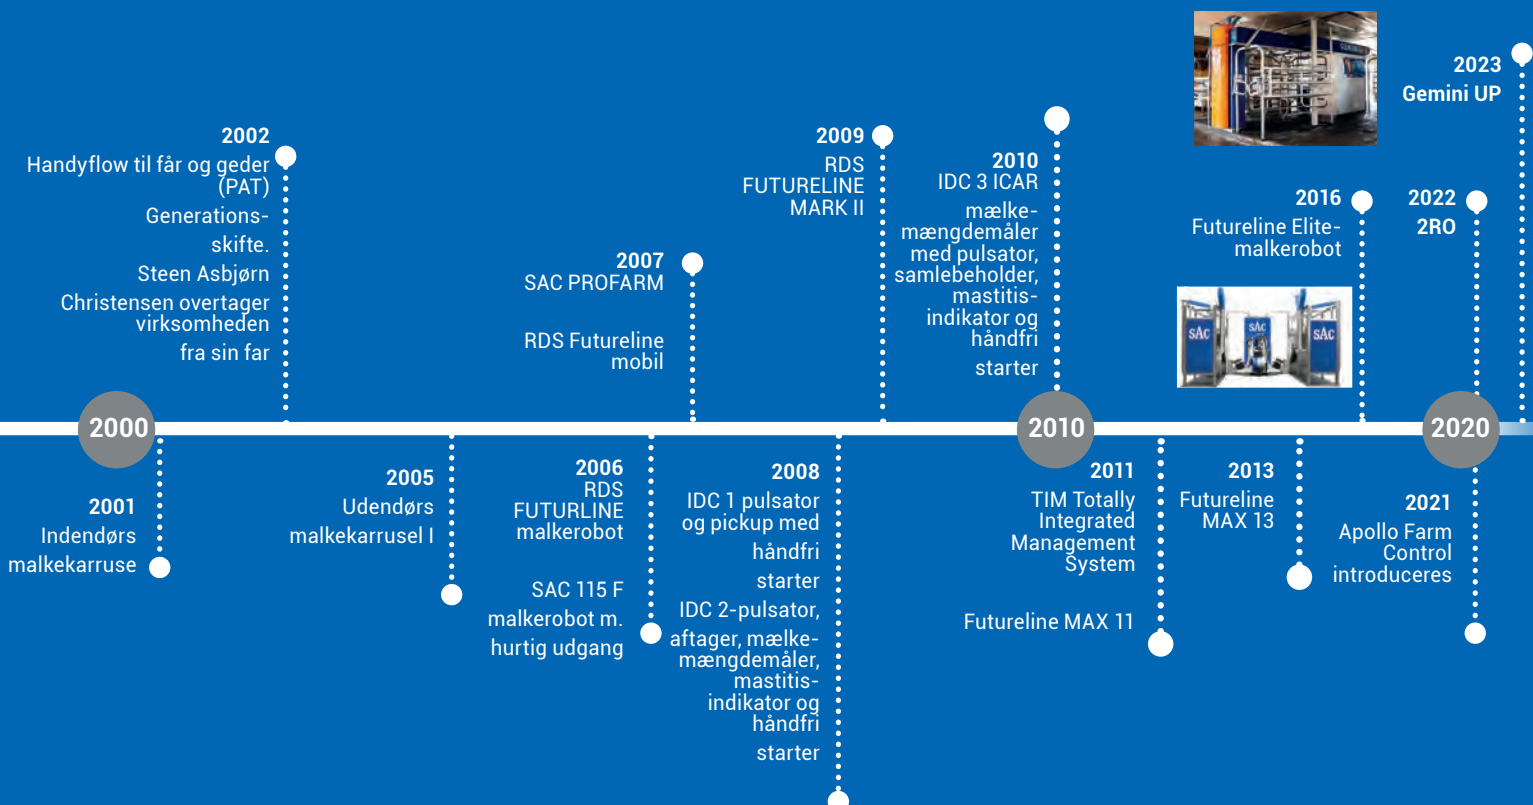 2002
Handyflow til får og geder
(PAT)
Generations-
skifte.
Steen Asbjørn
Christensen overtager
virksomheden
fra sin far
2007
SAC PROFARM
RDS Futureline
mobil
2009
RDS
FUTURELINE
MARK II
2010
IDC 3 ICAR
mælke-
mængdemåler
med pulsator,
samlebeholder,
mastitis-
indikator og
håndfri
starter
2016
Futureline Elite-
malkerobot
SAC
SAC
SAC
2022
2RO
2023
Gemini UP
2000
2010
2020
2001
Indendørs
malkekarruse
2005
Udendørs
malkekarrusel I
2006
RDS
FUTURLINE
malkerobot
SAC 115 F
malkerobot m.
hurtig udgang
2008
IDC 1 pulsator
og pickup med
håndfri
starter
IDC 2-pulsator,
aftager, mælke-
mængdemåler,
mastitis-
indikator og
håndfri
starter
2011
TIM Totally
Integrated
Management
System
Futureline MAX 11
2013
Futureline
MAX 13
2021
Apollo Farm
Control
introduceres